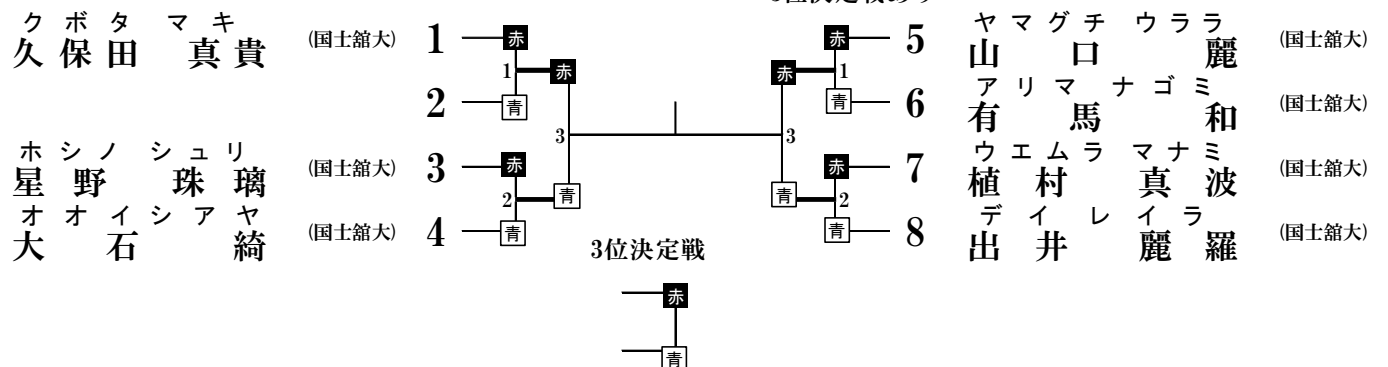 クボタ マキ
久保田 真貴 (国士舘大) 1 赤
1 赤
2 青
3
ホシノ シュリ
星野 珠璃 (国士舘大) 3 赤
2 青
オオイシ アヤ
大石 綺 (国士舘大) 4 青
ヤマグチ ウララ
赤 5 山口 麗 (国士舘大)
赤 1
アリマ ナゴミ
青 6 有馬 和 (国士舘大)
3
ウエムラ マナミ
赤 7 植村 真波 (国士舘大)
青 2
デイ レイラ
青 8 出井 麗羅 (国士舘大)
3位決定戦
赤
青